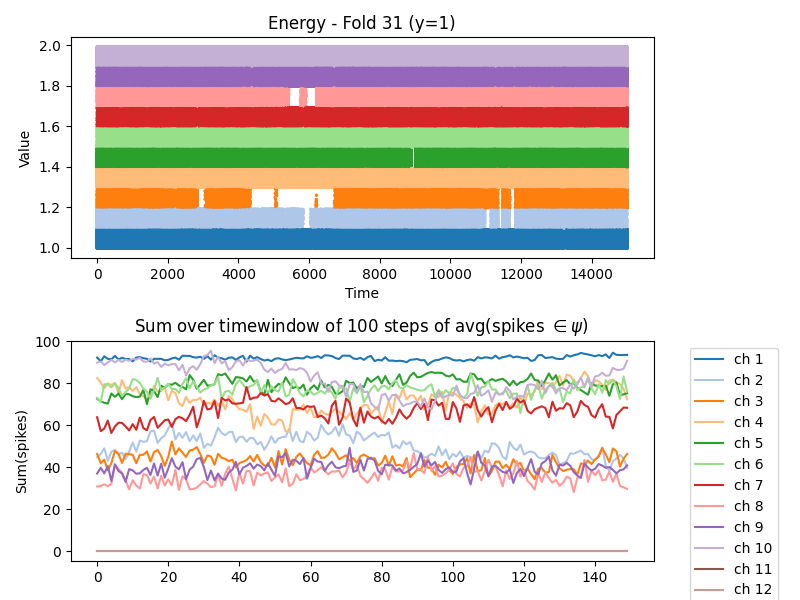 Energy - Fold 31 (y=1)
2.0
1.8
1.6
1.4
1.2
1.0
Value
0 2000 4000 6000 8000 10000 12000 14000
Time
Sum over timewindow of 100 steps of avg(spikes ∈ ψ)
100
80
60
40
20
0
Sum(spikes)
0 20 40 60 80 100 120 140
ch 1
ch 2
ch 3
ch 4
ch 5
ch 6
ch 7
ch 8
ch 9
ch 10
ch 11
ch 12